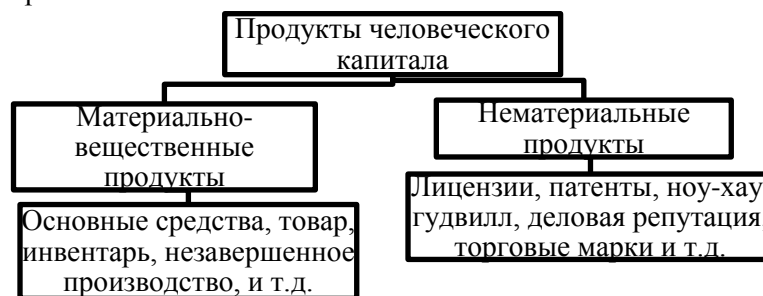 Продукты человеческого
капитала
Материально-
вещественные
продукты
Нематериальные
продукты
Основные средства, товар,
инвентарь, незавершенное
производство, и т.д.
Лицензии, патенты, ноу-хау
гудвилл, деловая репутация,
торговые марки и т.д.